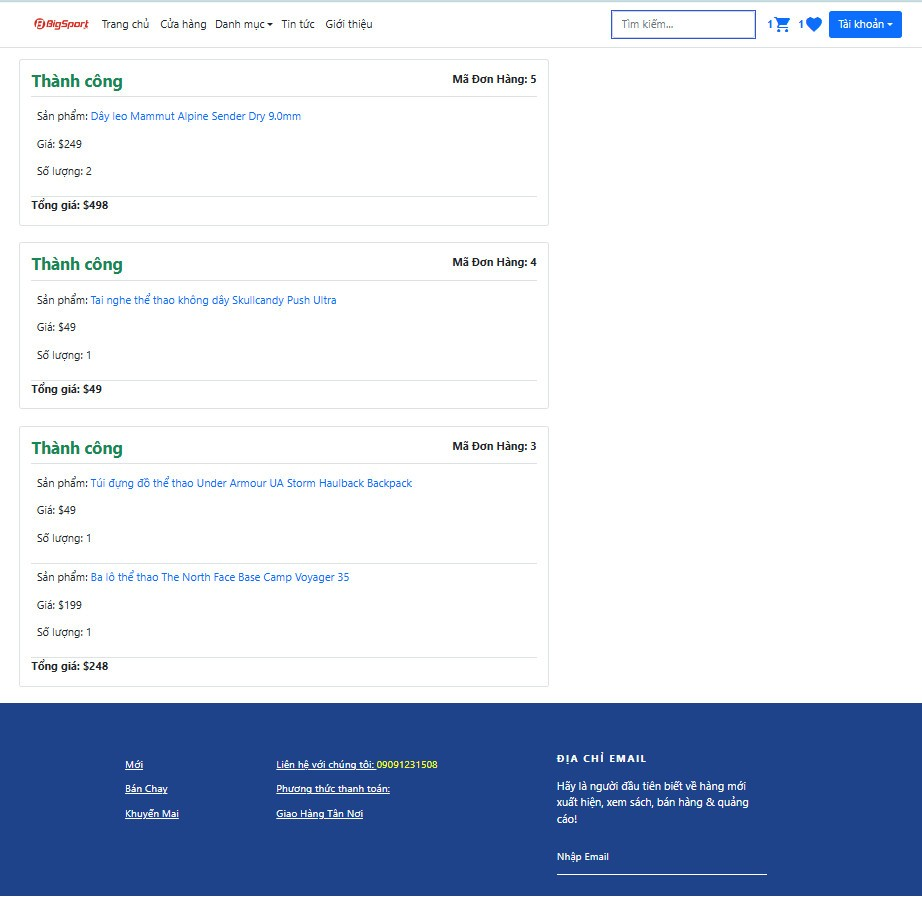 BigSport Trang chủ Cửa hàng Danh mục Tin tức Giới thiệu Tìm kiếm... 1 1 Tài khoản
Thành công Mã Đơn Hàng: 5
Sản phẩm: Dây leo Mammut Alpine Sender Dry 9.0mm
Giá: $249
Số lượng: 2
Tổng giá: $498
Thành công Mã Đơn Hàng: 4
Sản phẩm: Tai nghe thể thao không dây Skullcandy Push Ultra
Giá: $49
Số lượng: 1
Tổng giá: $49
Thành công Mã Đơn Hàng: 3
Sản phẩm: Túi đựng đồ thể thao Under Armour UA Storm Haulback Backpack
Giá: $49
Số lượng: 1
Sản phẩm: Ba lô thể thao The North Face Base Camp Voyager 35
Giá: $199
Số lượng: 1
Tổng giá: $248
Mới
Bán Chạy
Khuyến Mai
Liên hệ với chúng tôi: 09091231508
Phương thức thanh toán:
Giao Hàng Tân Nơi
ĐỊA CHỈ EMAIL
Hãy là người đầu tiên biết về hàng mới
xuất hiện, xem sách, bán hàng & quảng
cáo!
Nhập Email